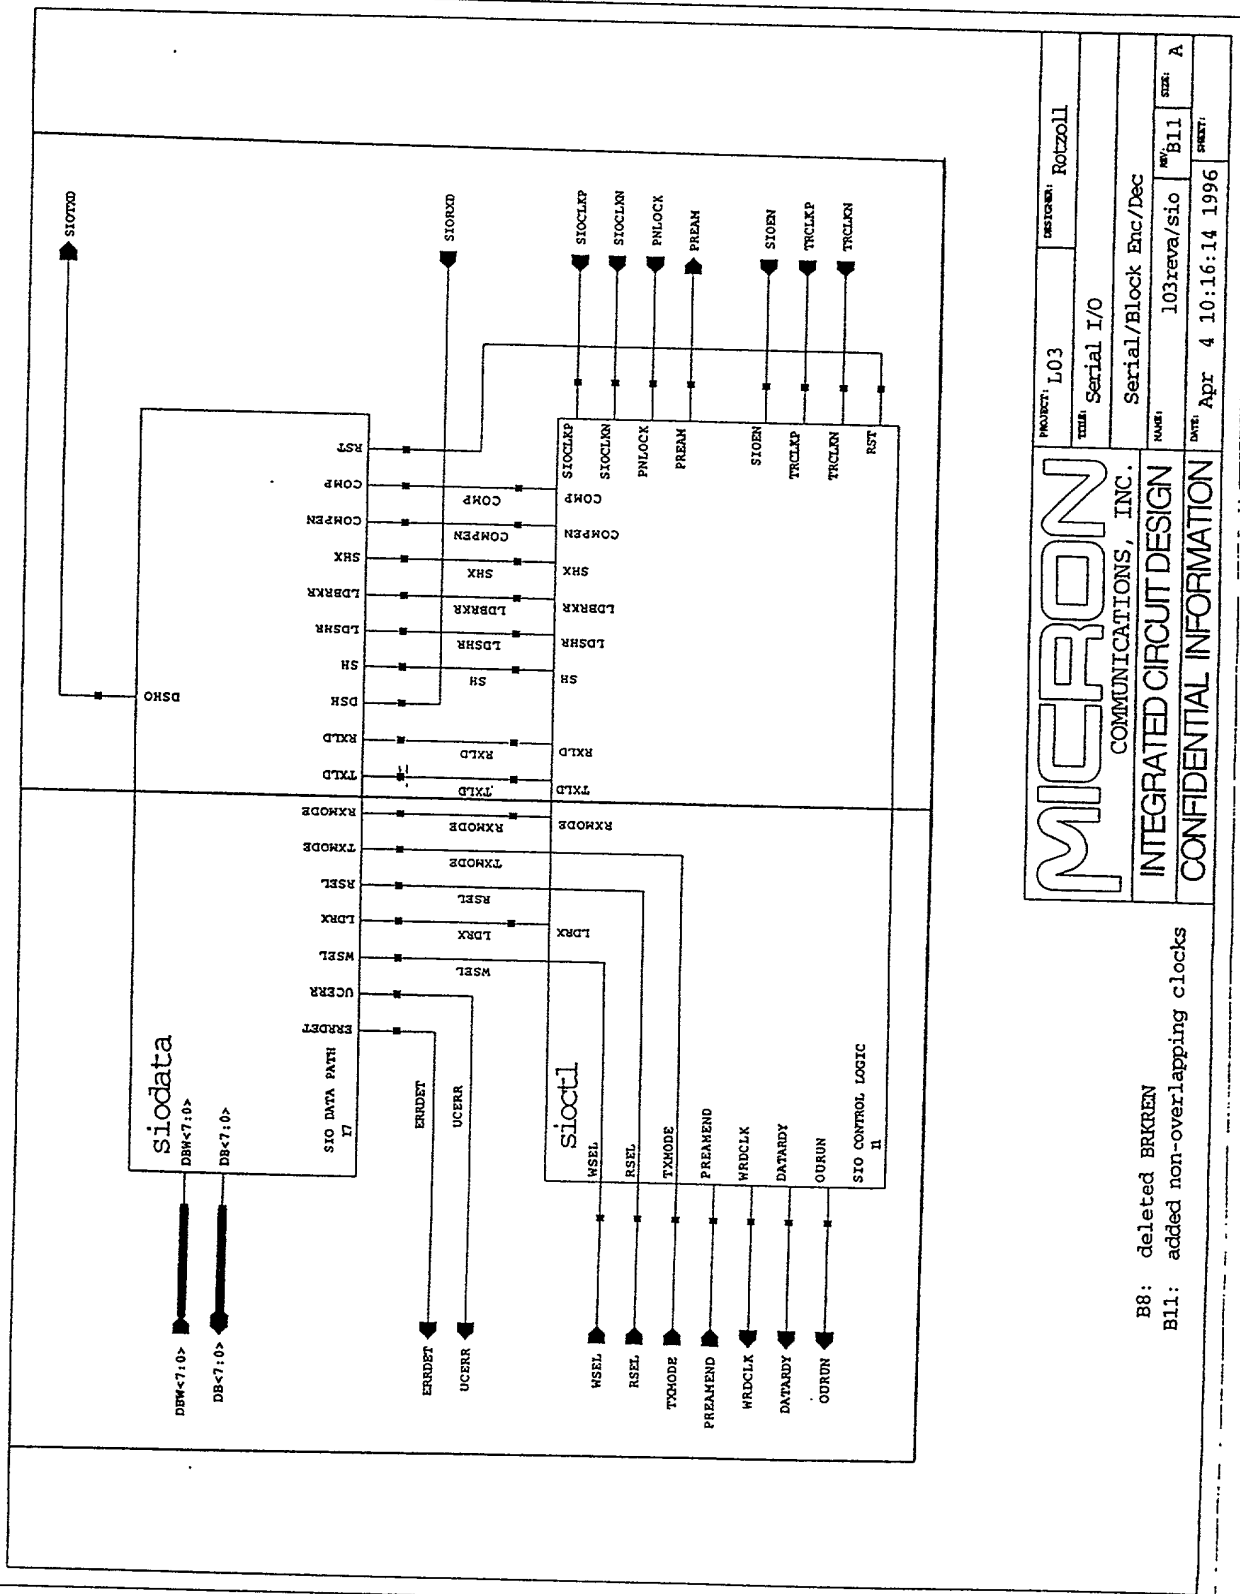 siodata
DBW<7:0>
DB<7:0>
SIO DATA PATH
I7
DSHO
ERRDET
UCERR
WSEL
LDRX
RSEL
TXMODE
RXMODE
TXLD
RXLD
DSH
SH
LDSHR
LDBRKR
SHX
COMPEN
COMP
RST
DBW<7:0>
DB<7:0>
SIOTXD
SIORXD
ERRDET
UCERR
ERRDET
UCERR
WSEL
LDRX
RSEL
TXMODE
RXMODE
TXLD
RXLD
SH
LDSHR
LDBRKR
SHX
COMPEN
COMP
sioctl
LDRX
RXMODE
TXLD
RXLD
SH
LDSHR
LDBRKR
SHX
COMPEN
COMP
WSEL
RSEL
TXMODE
PREAMEND
WRDCLK
DATARDY
OURUN
SIO CONTROL LOGIC
I1
SIOCLKP
SIOCLKN
PNLOCK
PREAM
SIOEN
TRCLKP
TRCLKN
RST
WSEL
RSEL
TXMODE
PREAMEND
WRDCLK
DATARDY
OURUN
SIOCLKP
SIOCLKN
PNLOCK
PREAM
SIOEN
TRCLKP
TRCLKN
B8: deleted BRKREN
B11: added non-overlapping clocks
MICRON
COMMUNICATIONS, INC.
INTEGRATED CIRCUIT DESIGN
CONFIDENTIAL INFORMATION
PROJECT: L03
DESIGNER: Rotzoll
TITLE: Serial I/O
Serial/Block Enc/Dec
NAME: l03reva/sio
REV: B11
SIZE: A
DATE: Apr 4 10:16:14 1996
SHEET: